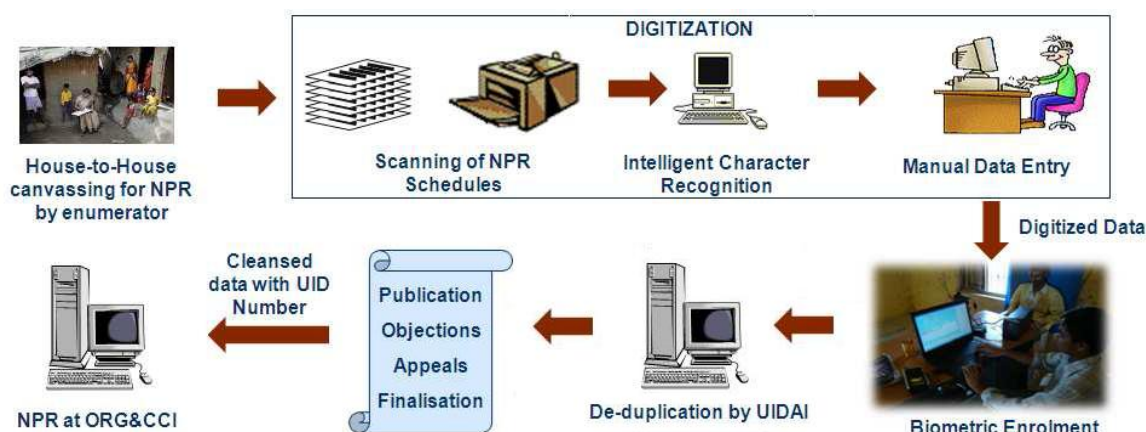 DIGITIZATION
House-to-House
canvassing for NPR
by enumerator
Scanning of NPR
Schedules
Intelligent Character
Recognition
Manual Data Entry
Digitized Data
Biometric Enrolment
De-duplication by UIDAI
Publication
Objections
Appeals
Finalisation
Cleansed
data with UID
Number
NPR at ORG&CCI